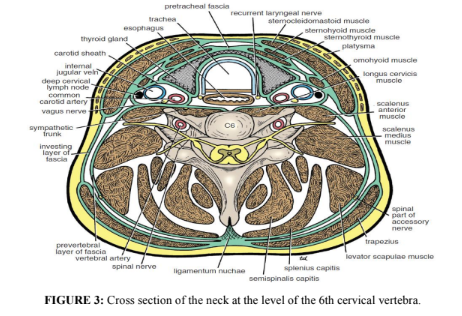 pretracheal fascia
trachea
recurrent laryngeal nerve
esophagus
sternocleidomastoid muscle
thyroid gland
sternohyoid muscle
sternothyroid muscle
carotid sheath
platysma
internal
jugular vein
omohyoid muscle
deep cervical
lymph node
longus cervicis
muscle
common
carotid artery
scalenus
anterior
muscle
vagus nerve
C6
sympathetic
trunk
scalenus
medius
muscle
investing
layer of
fascia
spinal
part of
accessory
nerve
trapezius
prevertebral
layer of fascia
levator scapulae muscle
vertebral artery
spinal nerve
ligamentum nuchae
splenius capitis
semispinalis capitis
FIGURE 3: Cross section of the neck at the level of the 6th cervical vertebra.